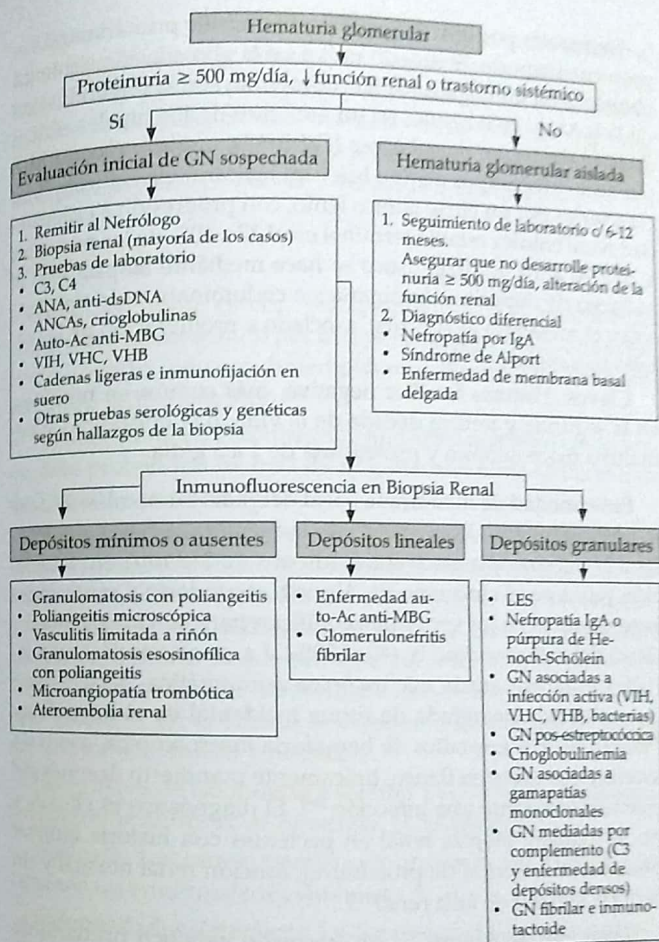 Hematuria glomerular
Proteinuria ≥ 500 mg/día, ↓ función renal o trastorno sistémico
Sí
No
Evaluación inicial de GN sospechada
Hematuria glomerular aislada
1. Remitir al Nefrólogo
2. Biopsia renal (mayoría de los casos)
3. Pruebas de laboratorio
• C3, C4
• ANA, anti-dsDNA
• ANCAs, crioglobulinas
• Auto-Ac anti-MBG
• VIH, VHC, VHB
• Cadenas ligeras e inmunofijación en
suero
• Otras pruebas serológicas y genéticas
según hallazgos de la biopsia
1. Seguimiento de laboratorio c/ 6-12
meses.
Asegurar que no desarrolle protei-
nuria ≥ 500 mg/día, alteración de la
función renal
2. Diagnóstico diferencial
• Nefropatía por IgA
• Síndrome de Alport
• Enfermedad de membrana basal
delgada
Inmunofluorescencia en Biopsia Renal
Depósitos mínimos o ausentes
Depósitos lineales
Depósitos granulares
• Granulomatosis con poliangeitis
Poliangeitis microscópica
• Vasculitis limitada a riñón
• Granulomatosis esosinofílica
con poliangeitis
• Microangiopatía trombótica
• Ateroembolia renal
• Enfermedad au-
to-Ac anti-MBG
• Glomerulonefritis
fibrilar
• LES
• Nefropatía IgA o
púrpura de He-
noch-Schölein
• GN asociadas a
infección activa (VIH,
VHC, VHB, bacterias)
• GN pos-estreptocócica
• Crioglobulinemia
• GN asociadas a
gamapatías
monoclonales
• GN mediadas por
complemento (C3
y enfermedad de
depósitos densos)
• GN fibrilar e inmuno-
tactoide